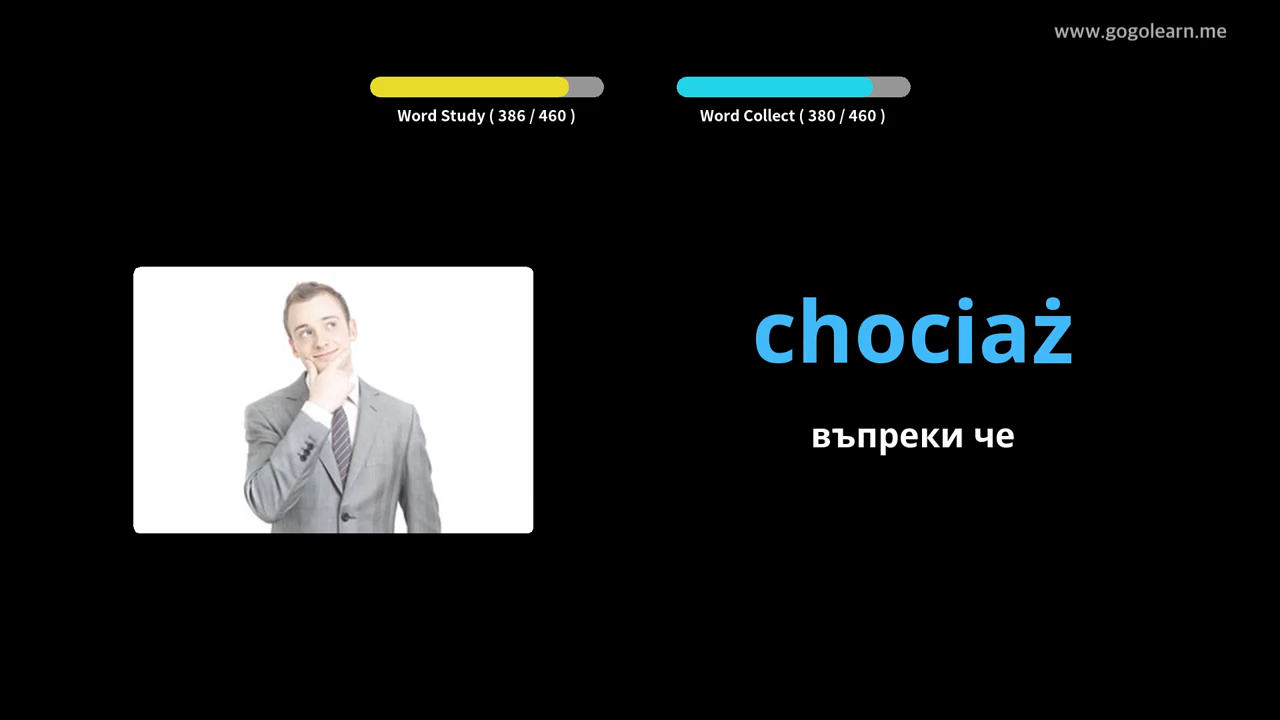 www.gogolearn.me
Word Study ( 386 / 460 )
Word Collect ( 380 / 460 )
chociaż
въпреки че